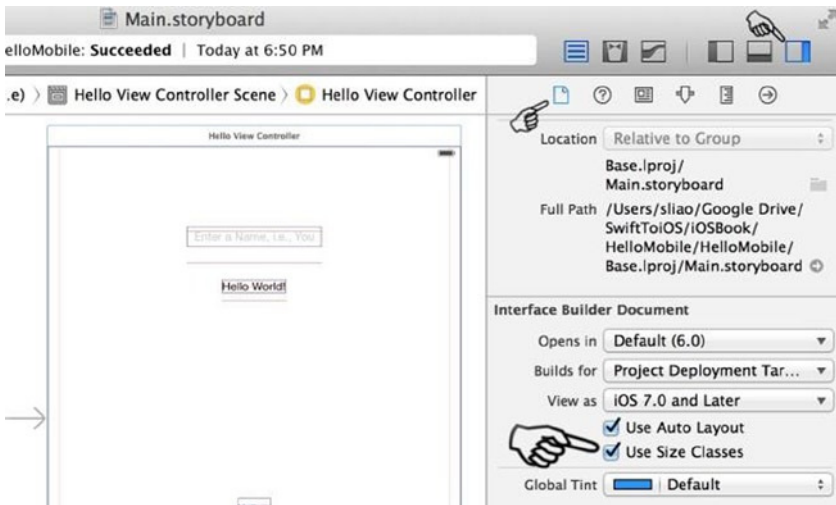 Main.storyboard
elloMobile: Succeeded | Today at 6:50 PM
.e) 〉 Hello View Controller Scene 〉 Hello View Controller
Hello View Controller
Enter a Name, i.e., You
Hello World!
Location Relative to Group
Base.lproj/
Main.storyboard
Full Path /Users/sliao/Google Drive/
SwiftToiOS/iOSBook/
HelloMobile/HelloMobile/
Base.lproj/Main.storyboard
Interface Builder Document
Opens in Default (6.0)
Builds for Project Deployment Tar...
View as iOS 7.0 and Later
Use Auto Layout
Use Size Classes
Global Tint Default